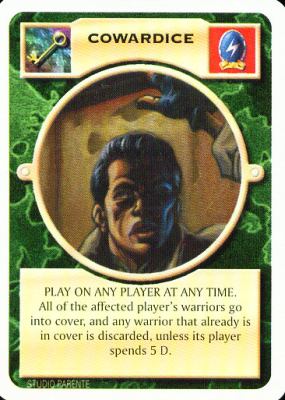 COWARDICE
PLAY ON ANY PLAYER AT ANY TIME.
All of the affected player's warriors go
into cover, and any warrior that already is
in cover is discarded, unless its player
spends 5 D.
STUDIO PARENTE